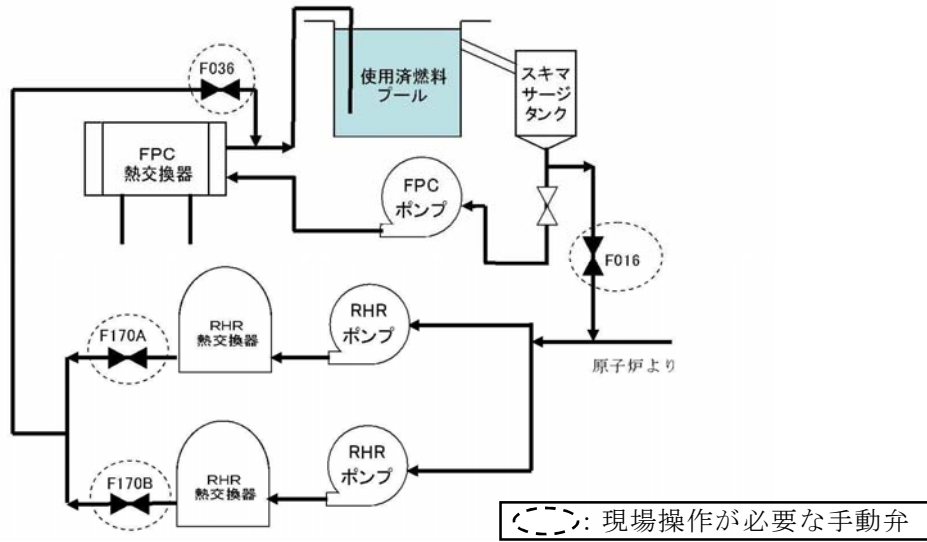 F036
使用済燃料
プール
スキマ
サージ
タンク
FPC
熱交換器
FPC
ポンプ
F016
F170A
RHR
熱交換器
RHR
ポンプ
原子炉より
F170B
RHR
熱交換器
RHR
ポンプ
: 現場操作が必要な手動弁